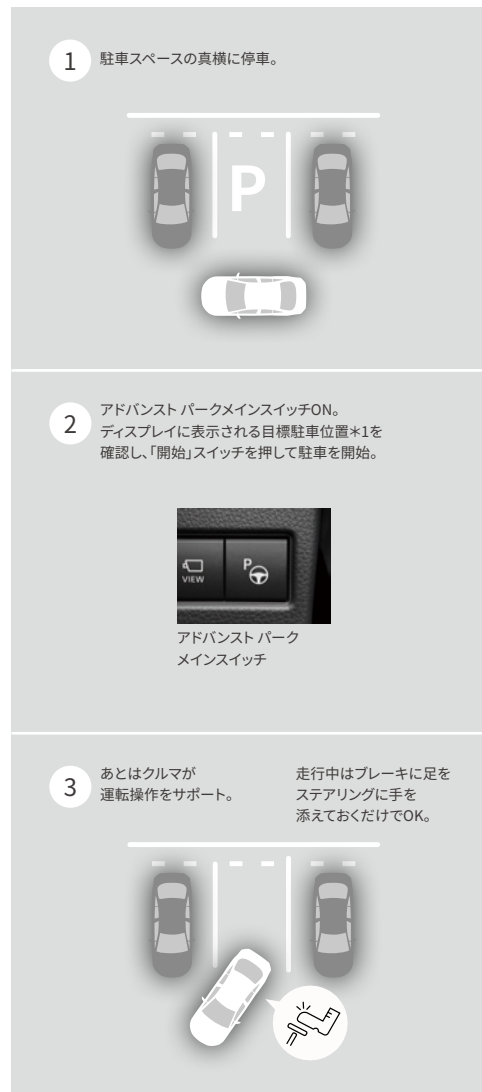 1
駐車スペースの真横に停車。
P
2
アドバンスト パークメインスイッチON。
ディスプレイに表示される目標駐車位置＊1を
確認し、「開始」スイッチを押して駐車を開始。
VIEW
P
アドバンスト パーク
メインスイッチ
3
あとはクルマが
運転操作をサポート。
走行中はブレーキに足を
ステアリングに手を
添えておくだけでOK。